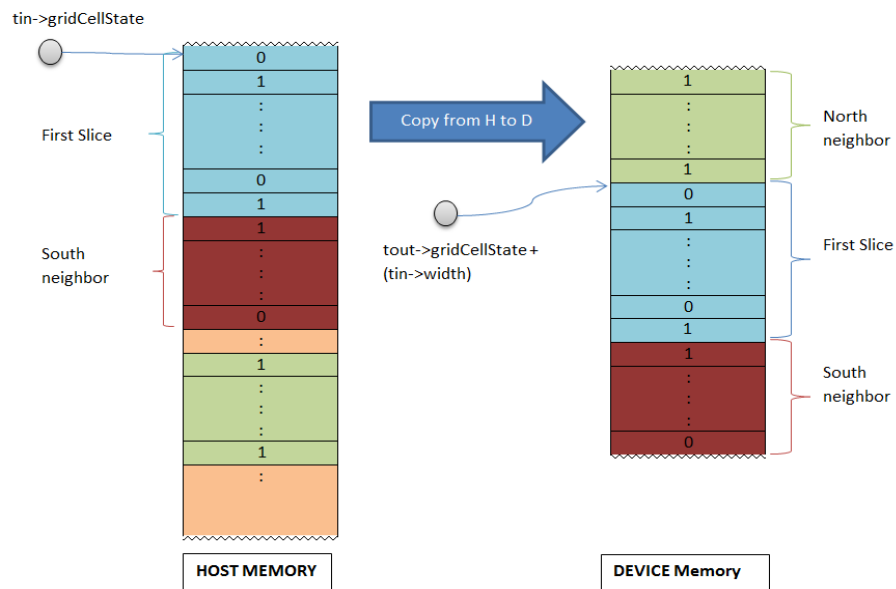 tin->gridCellState
0
1
:
:
:
0
1
1
:
:
:
0
:
1
:
:
:
1
:
First Slice
South
neighbor
HOST MEMORY
Copy from H to D
tout->gridCellState +
(tin->width)
1
:
:
:
1
0
1
:
:
:
0
1
1
:
:
:
0
North
neighbor
First Slice
South
neighbor
DEVICE Memory